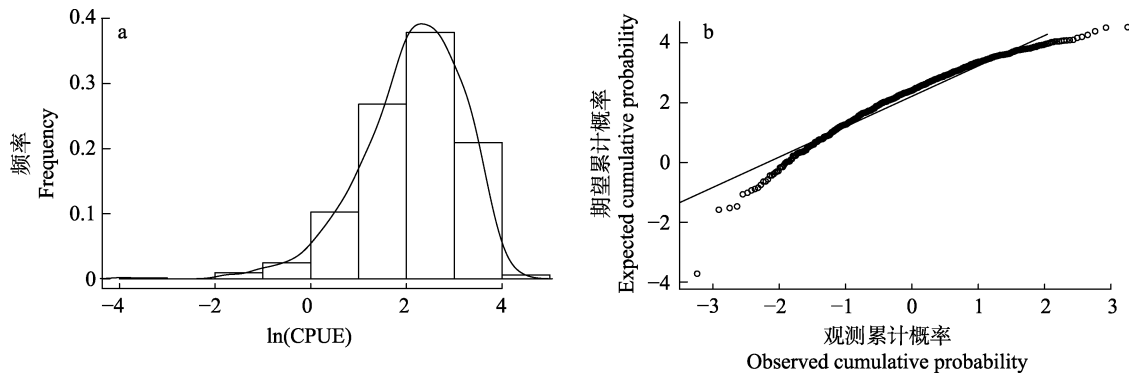 a
0.4
0.3
0.2
0.1
0
频率
Frequency
−4
−2
0
2
4
ln(CPUE)
b
4
2
0
−2
−4
期望累计概率
Expected cumulative probability
−3
−2
−1
0
1
2
3
观测累计概率
Observed cumulative probability